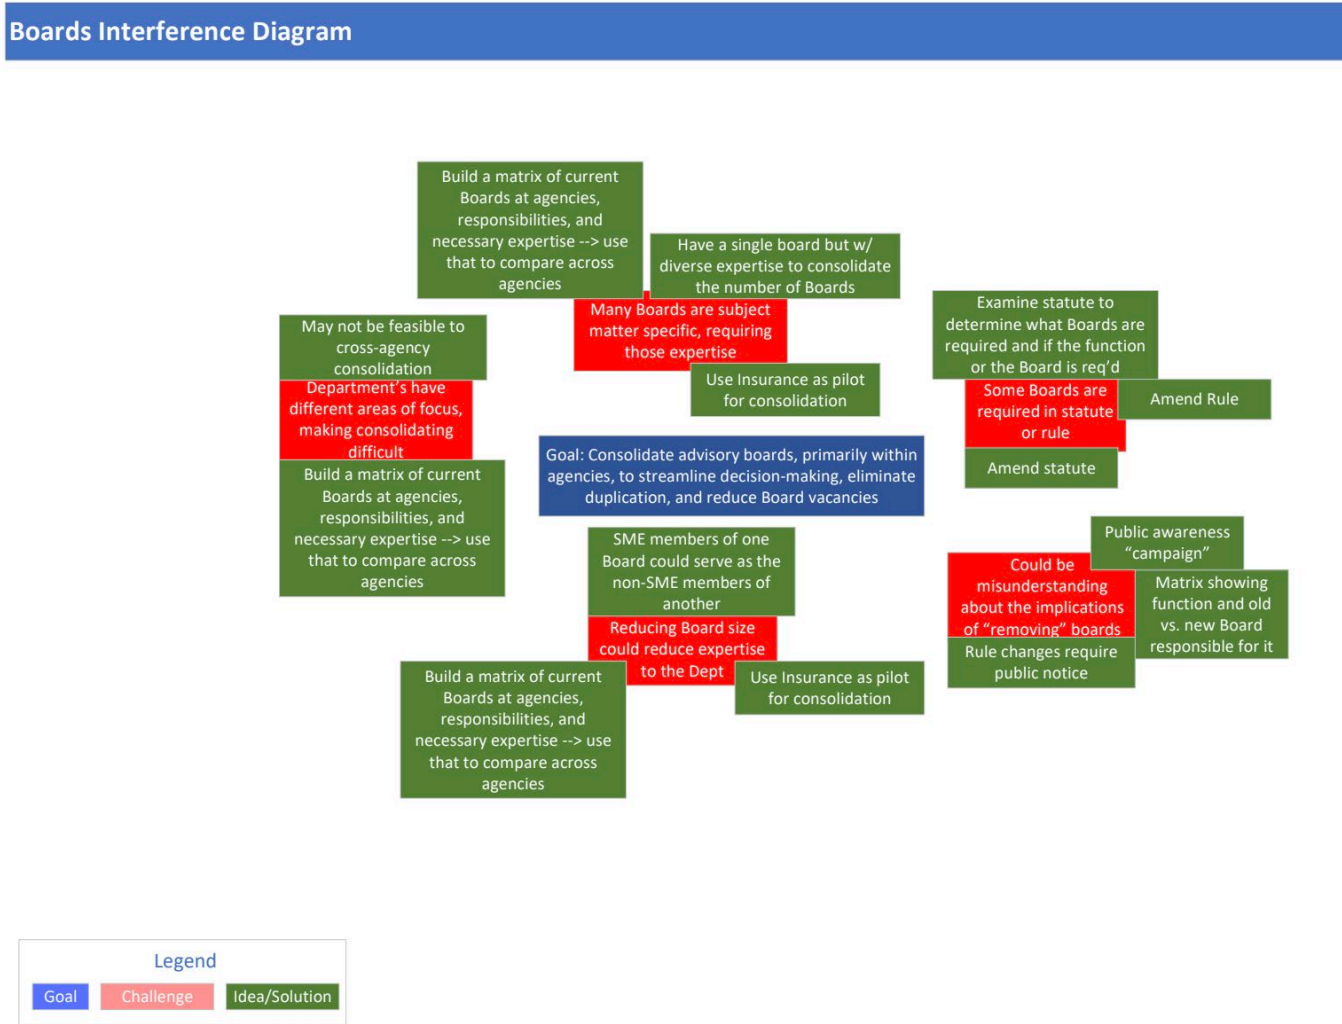 Boards Interference Diagram
Build a matrix of current
Boards at agencies,
responsibilities, and
necessary expertise --> use
that to compare across
agencies
Have a single board but w/
diverse expertise to consolidate
the number of Boards
Many Boards are subject
matter specific, requiring
those expertise
Use Insurance as pilot
for consolidation
May not be feasible to
cross-agency
consolidation
Department's have
different areas of focus,
making consolidating
difficult
Build a matrix of current
Boards at agencies,
responsibilities, and
necessary expertise --> use
that to compare across
agencies
Examine statute to
determine what Boards are
required and if the function
or the Board is req'd
Some Boards are
required in statute
or rule
Amend Rule
Amend statute
Goal: Consolidate advisory boards, primarily within
agencies, to streamline decision-making, eliminate
duplication, and reduce Board vacancies
SME members of one
Board could serve as the
non-SME members of
another
Reducing Board size
could reduce expertise
to the Dept
Build a matrix of current
Boards at agencies,
responsibilities, and
necessary expertise --> use
that to compare across
agencies
Use Insurance as pilot
for consolidation
Public awareness
“campaign”
Could be
misunderstanding
about the implications
of “removing” boards
Matrix showing
function and old
vs. new Board
responsible for it
Rule changes require
public notice
Legend
Goal
Challenge
Idea/Solution